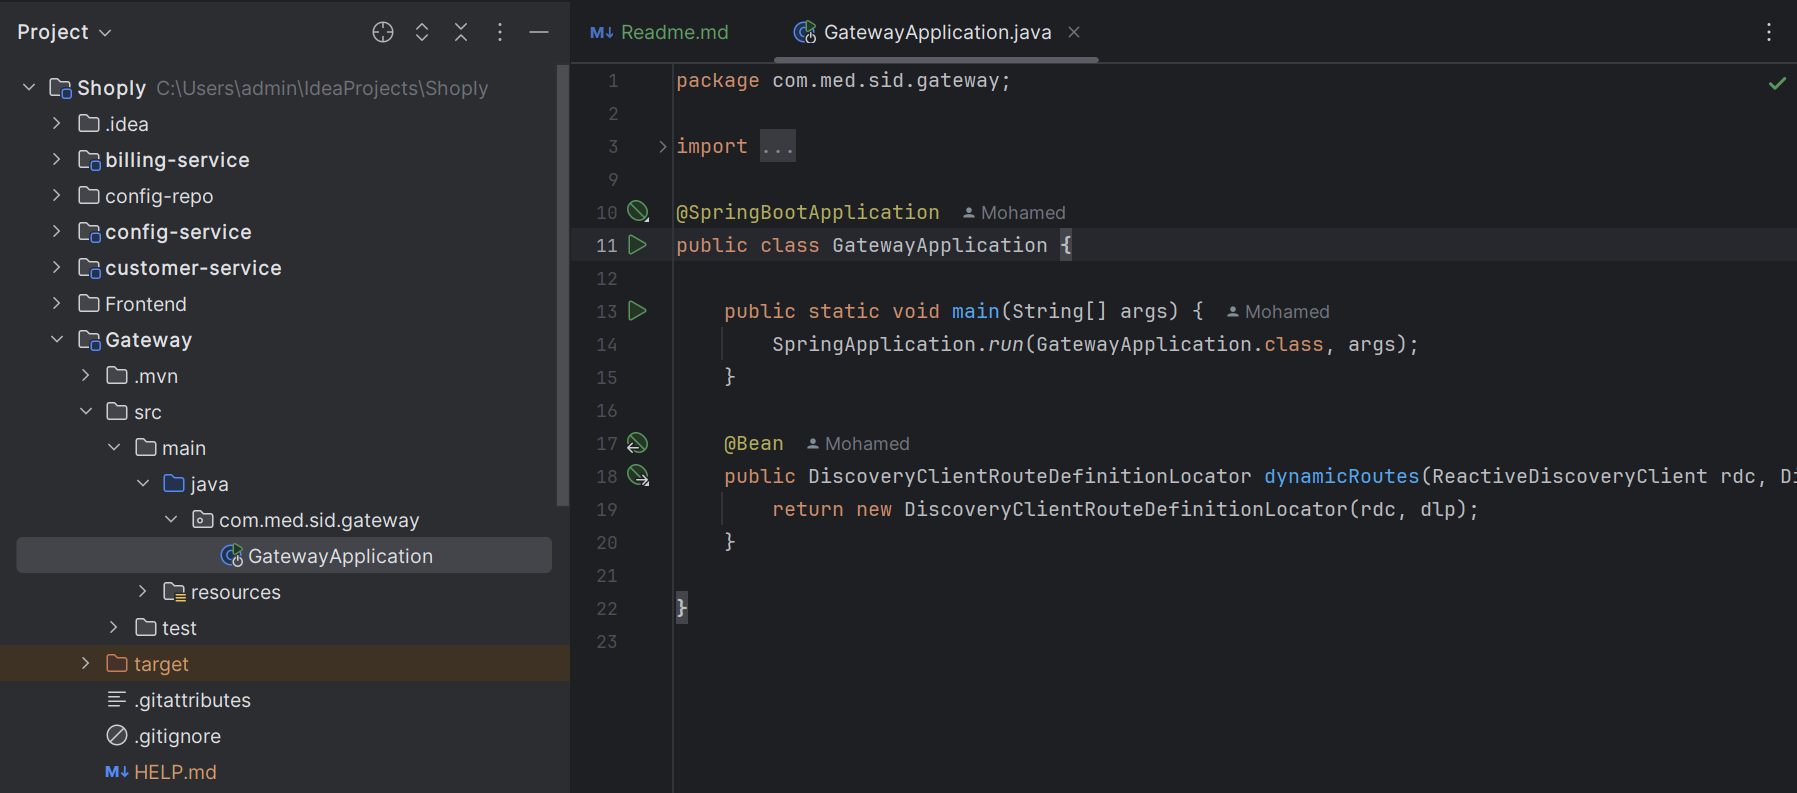 Project
Shoply C:\Users\admin\IdeaProjects\Shoply
.idea
billing-service
config-repo
config-service
customer-service
Frontend
Gateway
.mvn
src
main
java
com.med.sid.gateway
GatewayApplication
resources
test
target
.gitattributes
.gitignore
M↓ HELP.md
M↓ Readme.md
GatewayApplication.java
1 package com.med.sid.gateway;
2
3 import ...
9
10 @SpringBootApplication Mohamed
11 public class GatewayApplication {
12
13 public static void main(String[] args) { Mohamed
14 SpringApplication.run(GatewayApplication.class, args);
15 }
16
17 @Bean Mohamed
18 public DiscoveryClientRouteDefinitionLocator dynamicRoutes(ReactiveDiscoveryClient rdc, Di
19 return new DiscoveryClientRouteDefinitionLocator(rdc, dlp);
20 }
21
22 }
23